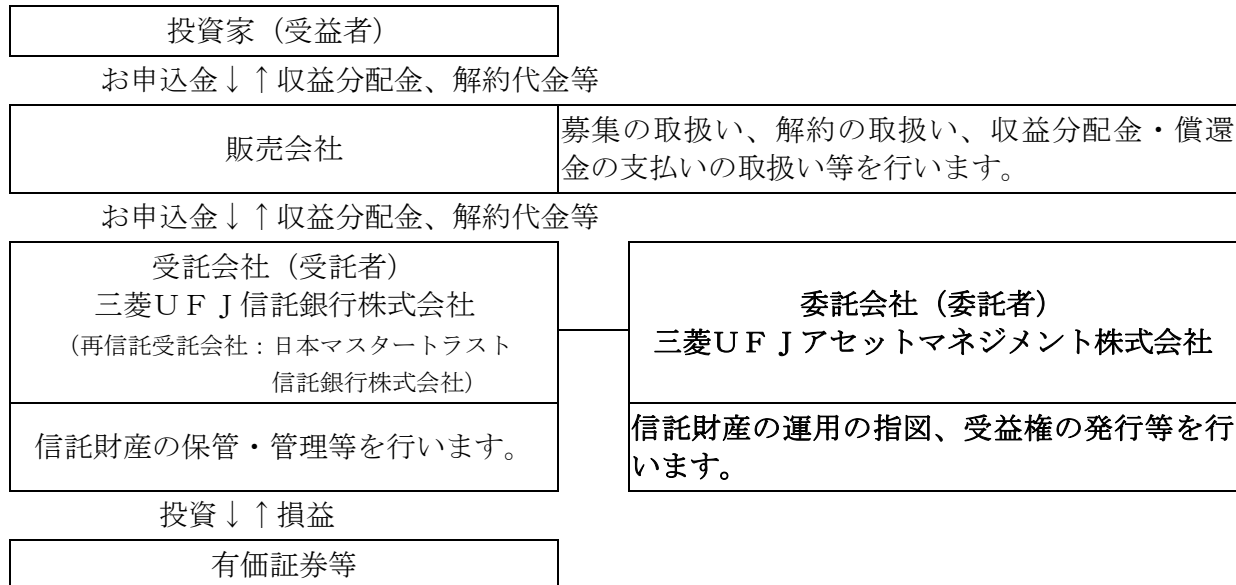 投資家（受益者）
お申込金↓↑収益分配金、解約代金等
販売会社
募集の取扱い、解約の取扱い、収益分配金・償還
金の支払いの取扱い等を行います。
お申込金↓↑収益分配金、解約代金等
受託会社（受託者）
三菱ＵＦＪ信託銀行株式会社
（再信託受託会社：日本マスタートラスト
信託銀行株式会社）
委託会社（委託者）
三菱ＵＦＪアセットマネジメント株式会社
信託財産の保管・管理等を行います。
信託財産の運用の指図、受益権の発行等を行
います。
投資↓↑損益
有価証券等